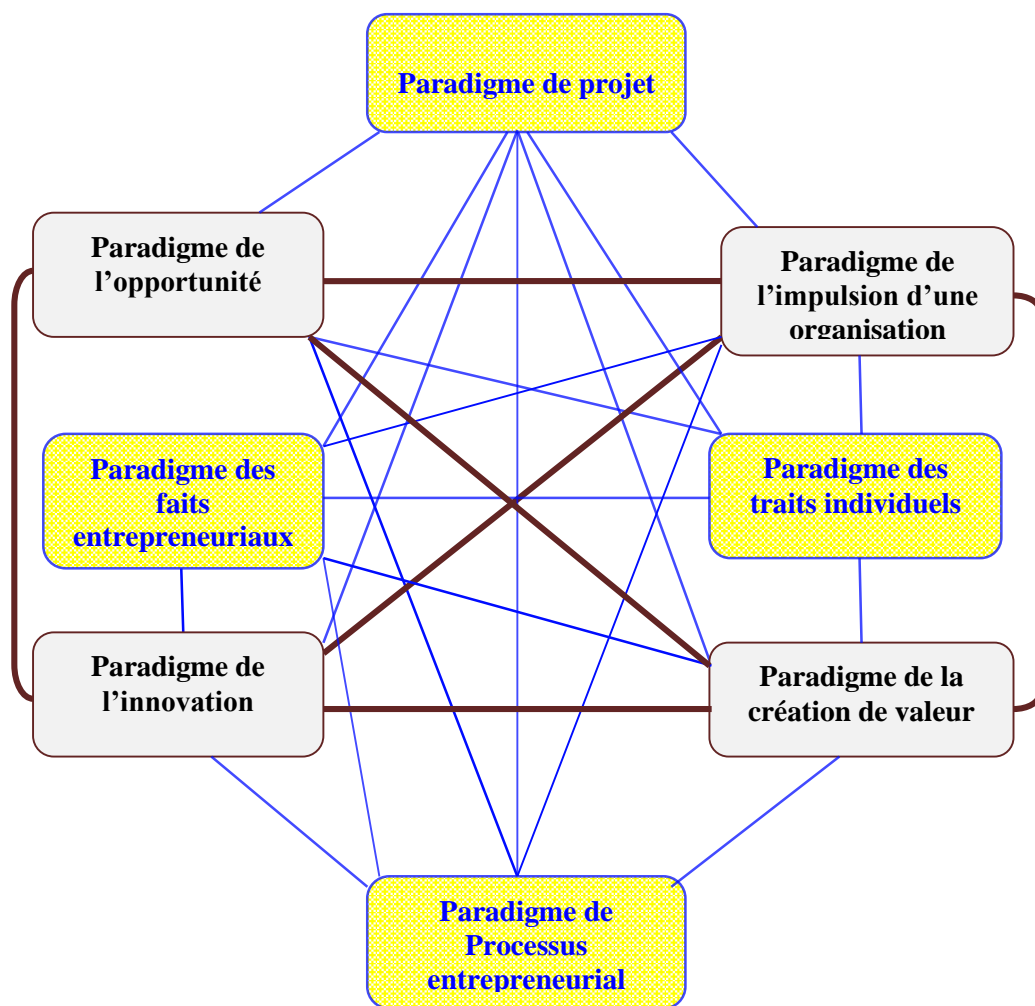 Paradigme de projet
Paradigme de
l’opportunité
Paradigme de
l’impulsion d’une
organisation
Paradigme des
faits
entrepreneuriaux
Paradigme des
traits individuels
Paradigme de
l’innovation
Paradigme de la
création de valeur
Paradigme de
Processus
entrepreneurial